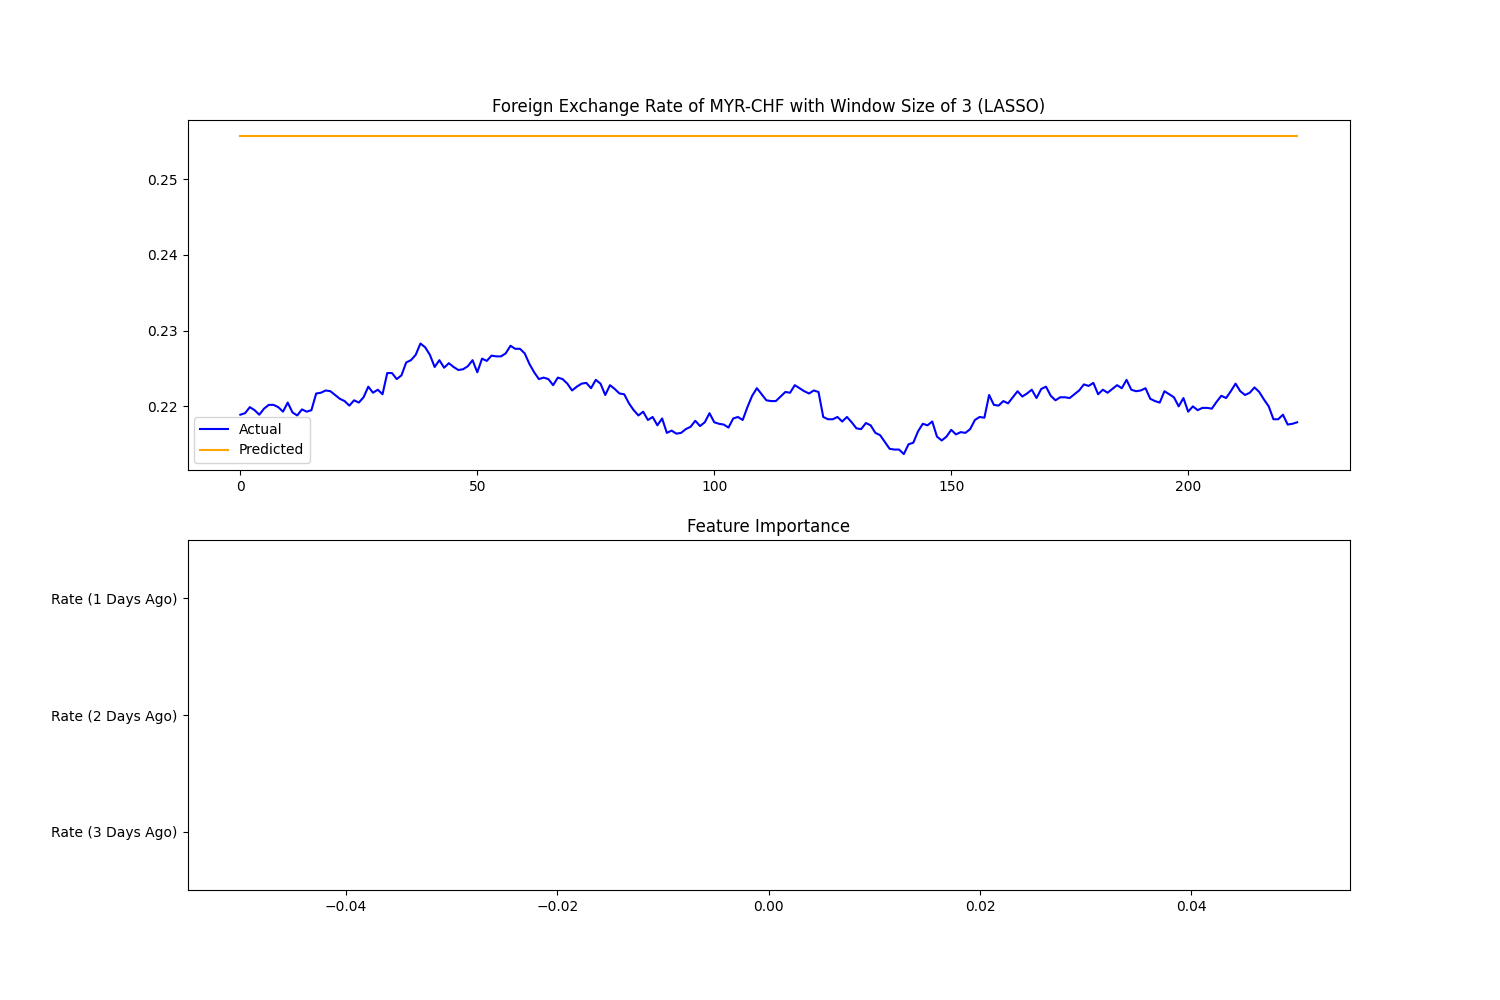 Foreign Exchange Rate of MYR-CHF with Window Size of 3 (LASSO)
0.25
0.24
0.23
0.22
Actual
Predicted
0
50
100
150
200
Feature Importance
Rate (1 Days Ago)
Rate (2 Days Ago)
Rate (3 Days Ago)
−0.04
−0.02
0.00
0.02
0.04